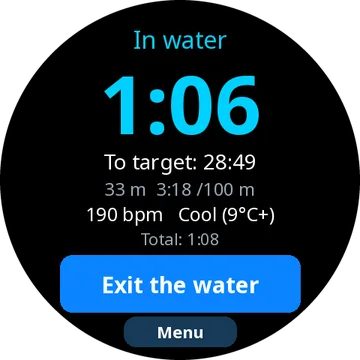 In water
1:06
To target: 28:49
33 m  3:18 /100 m
190 bpm   Cool (9°C+)
Total: 1:08
Exit the water
Menu